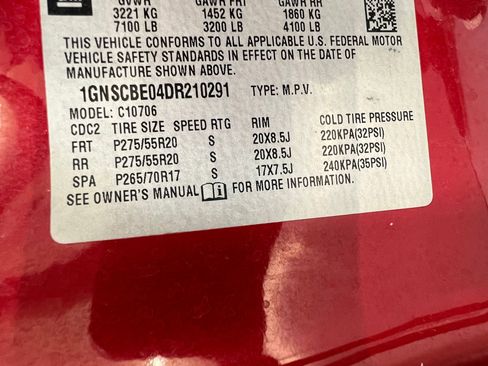 GVWR GAWR FRT GAWR RR
3221 KG 1452 KG 1860 KG
7100 LB 3200 LB 4100 LB
THIS VEHICLE CONFORMS TO ALL APPLICABLE U.S. FEDERAL MOTOR
VEHICLE SAFETY STANDARDS IN EFFECT ON THE DATE OF
MANUFACTURE SHOWN ABOVE.
1GNSCBE04DR210291 TYPE: M.P.V.
MODEL: C10706
CDC2 TIRE SIZE SPEED RTG RIM COLD TIRE PRESSURE
FRT P275/55R20 S 20X8.5J 220KPA(32PSI)
RR P275/55R20 S 20X8.5J 220KPA(32PSI)
SPA P265/70R17 S 17X7.5J 240KPA(35PSI)
SEE OWNER'S MANUAL FOR MORE INFORMATION.